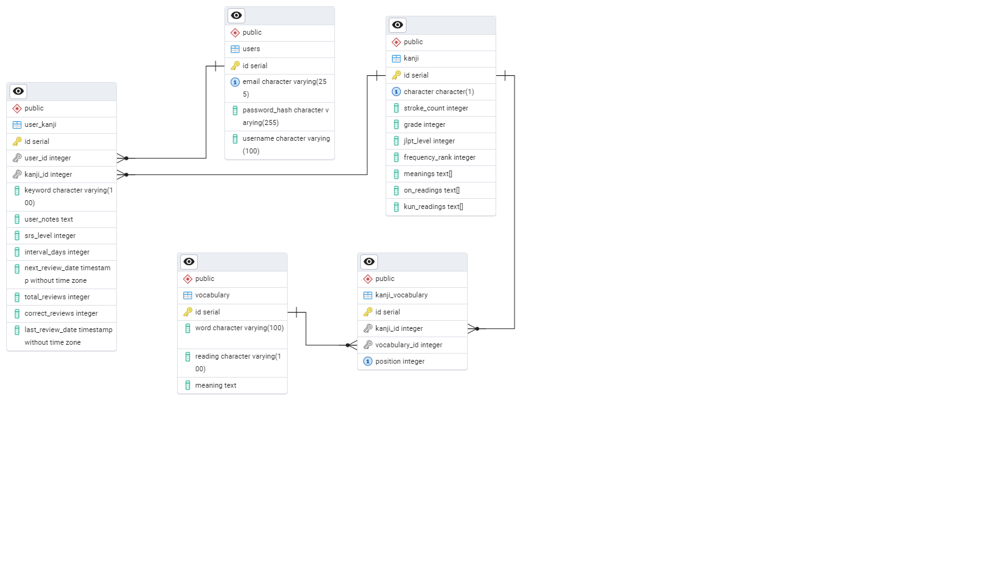 public
users
id serial
email character varying(25
5)
password_hash character v
arying(255)
username character varying
(100)
public
kanji
id serial
character character(1)
stroke_count integer
grade integer
jlpt_level integer
frequency_rank integer
meanings text[]
on_readings text[]
kun_readings text[]
public
user_kanji
id serial
user_id integer
kanji_id integer
keyword character varying(1
00)
user_notes text
srs_level integer
interval_days integer
next_review_date timestam
p without time zone
total_reviews integer
correct_reviews integer
last_review_date timestamp
without time zone
public
vocabulary
id serial
word character varying(100)
reading character varying(1
00)
meaning text
public
kanji_vocabulary
id serial
kanji_id integer
vocabulary_id integer
position integer